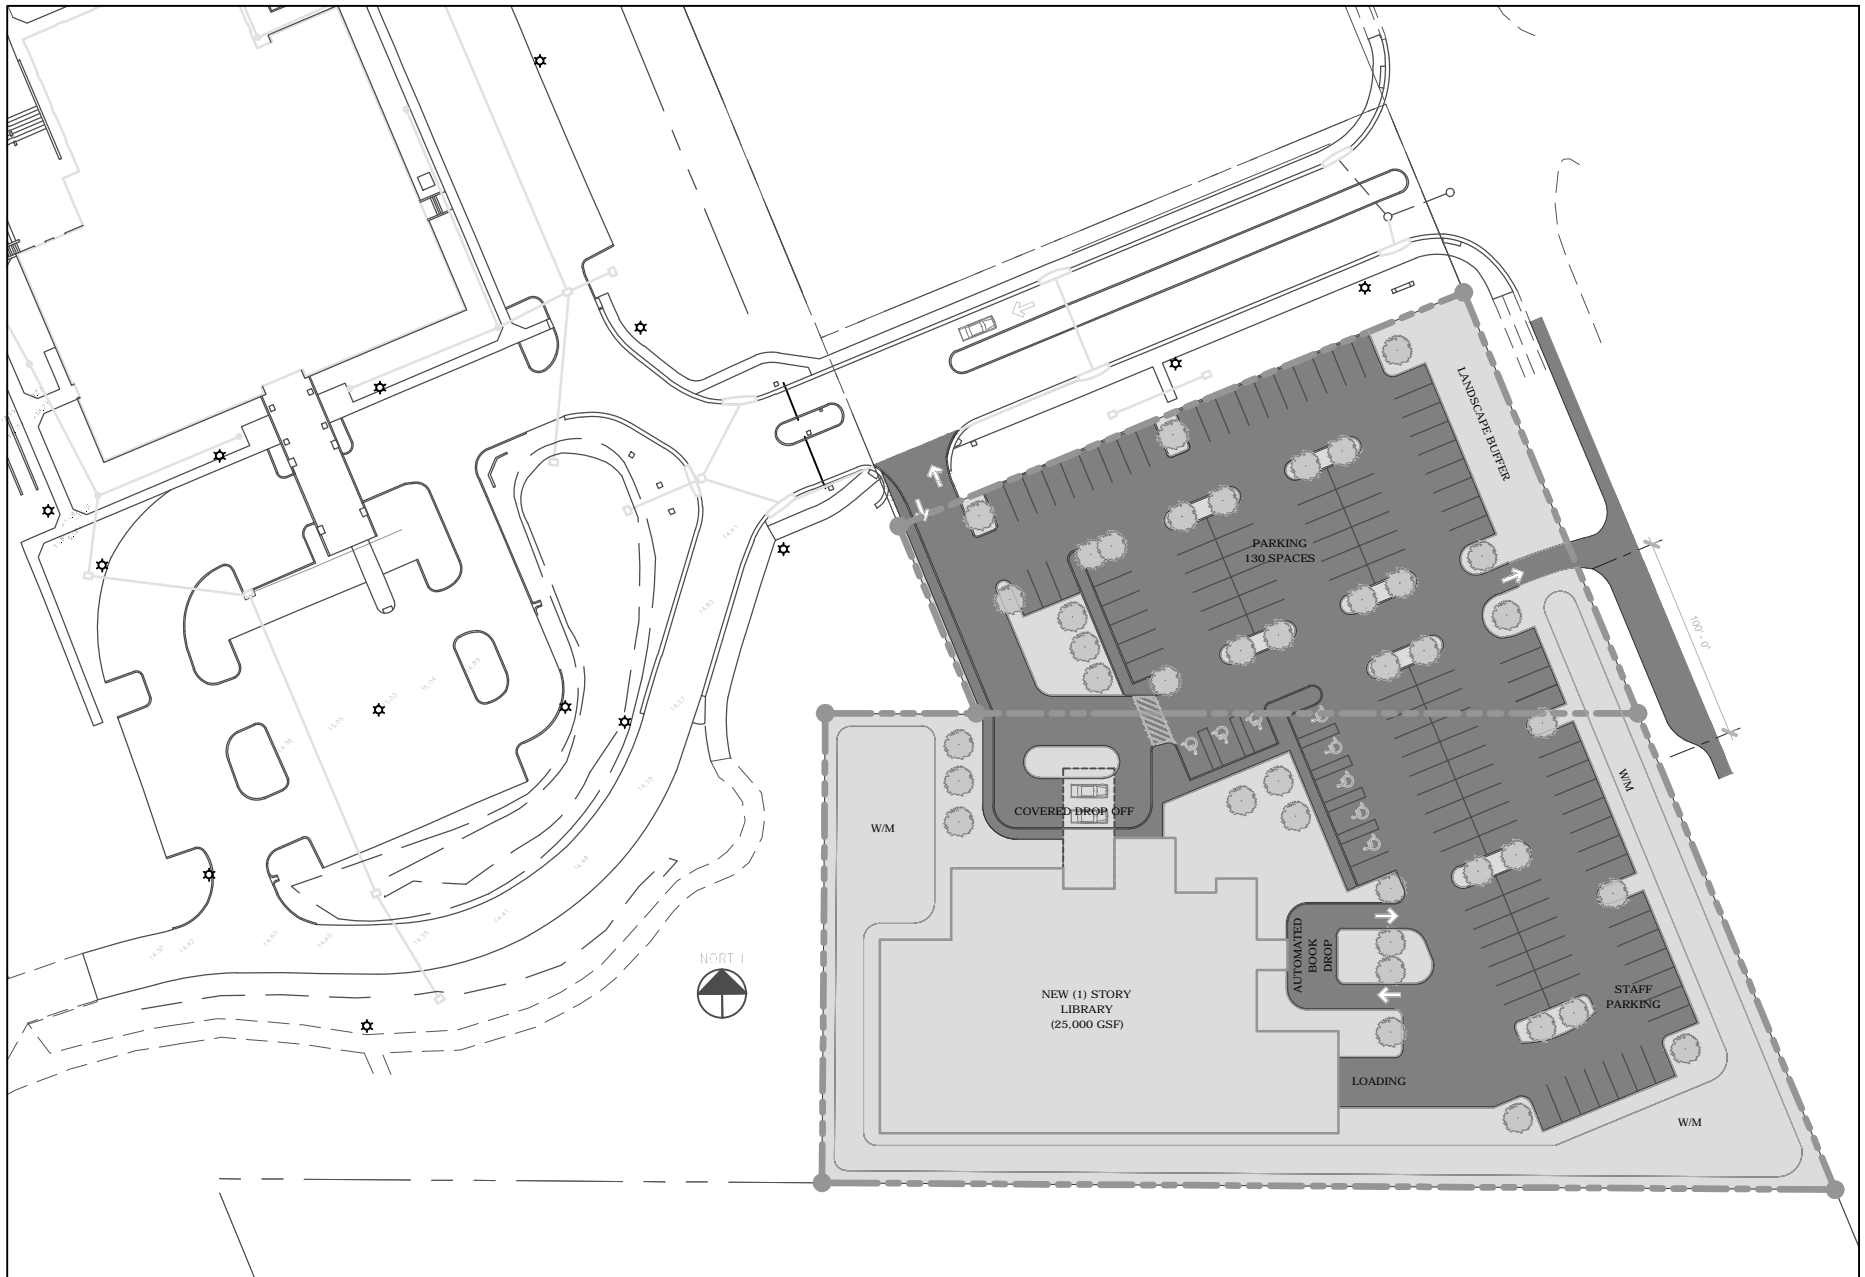 LANDSCAPE BUFFER
PARKING
130 SPACES
100' - 0"
W/M
COVERED DROP OFF
W/M
AUTOMATED
BOOK
DROP
NORTH
NEW (1) STORY
LIBRARY
(25,000 GSF)
STAFF
PARKING
LOADING
W/M